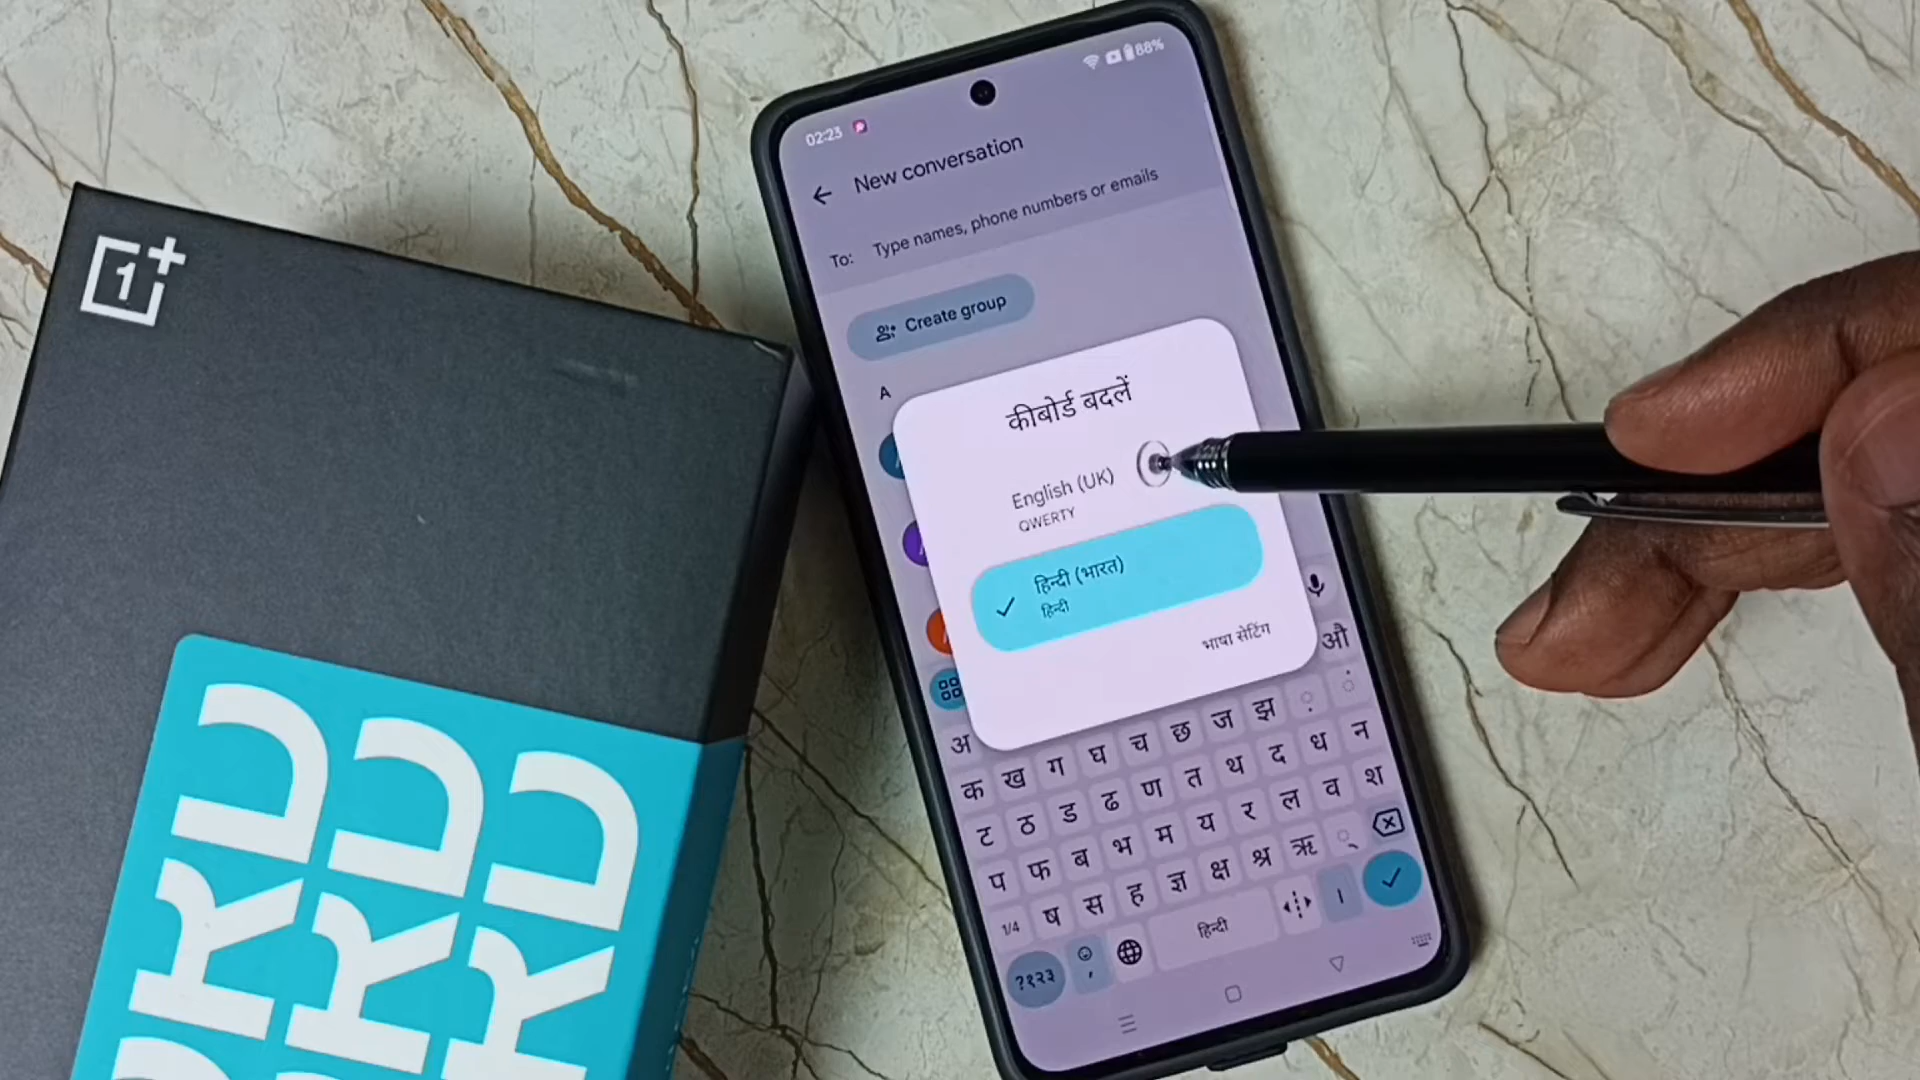 02:23
88%
New conversation
To: Type names, phone numbers or emails
Create group
A
कीबोर्ड बदलें
English (UK)
QWERTY
हिन्दी (भारत)
हिन्दी
भाषा सेटिंग
औ
अ
क ख ग घ च छ ज झ
ट ठ ड ढ ण त थ द ध न
प फ ब भ म य र ल व श
1/4 ष स ह ज्ञ क्ष श्र ऋ
?१२३ , हिन्दी ।
1+